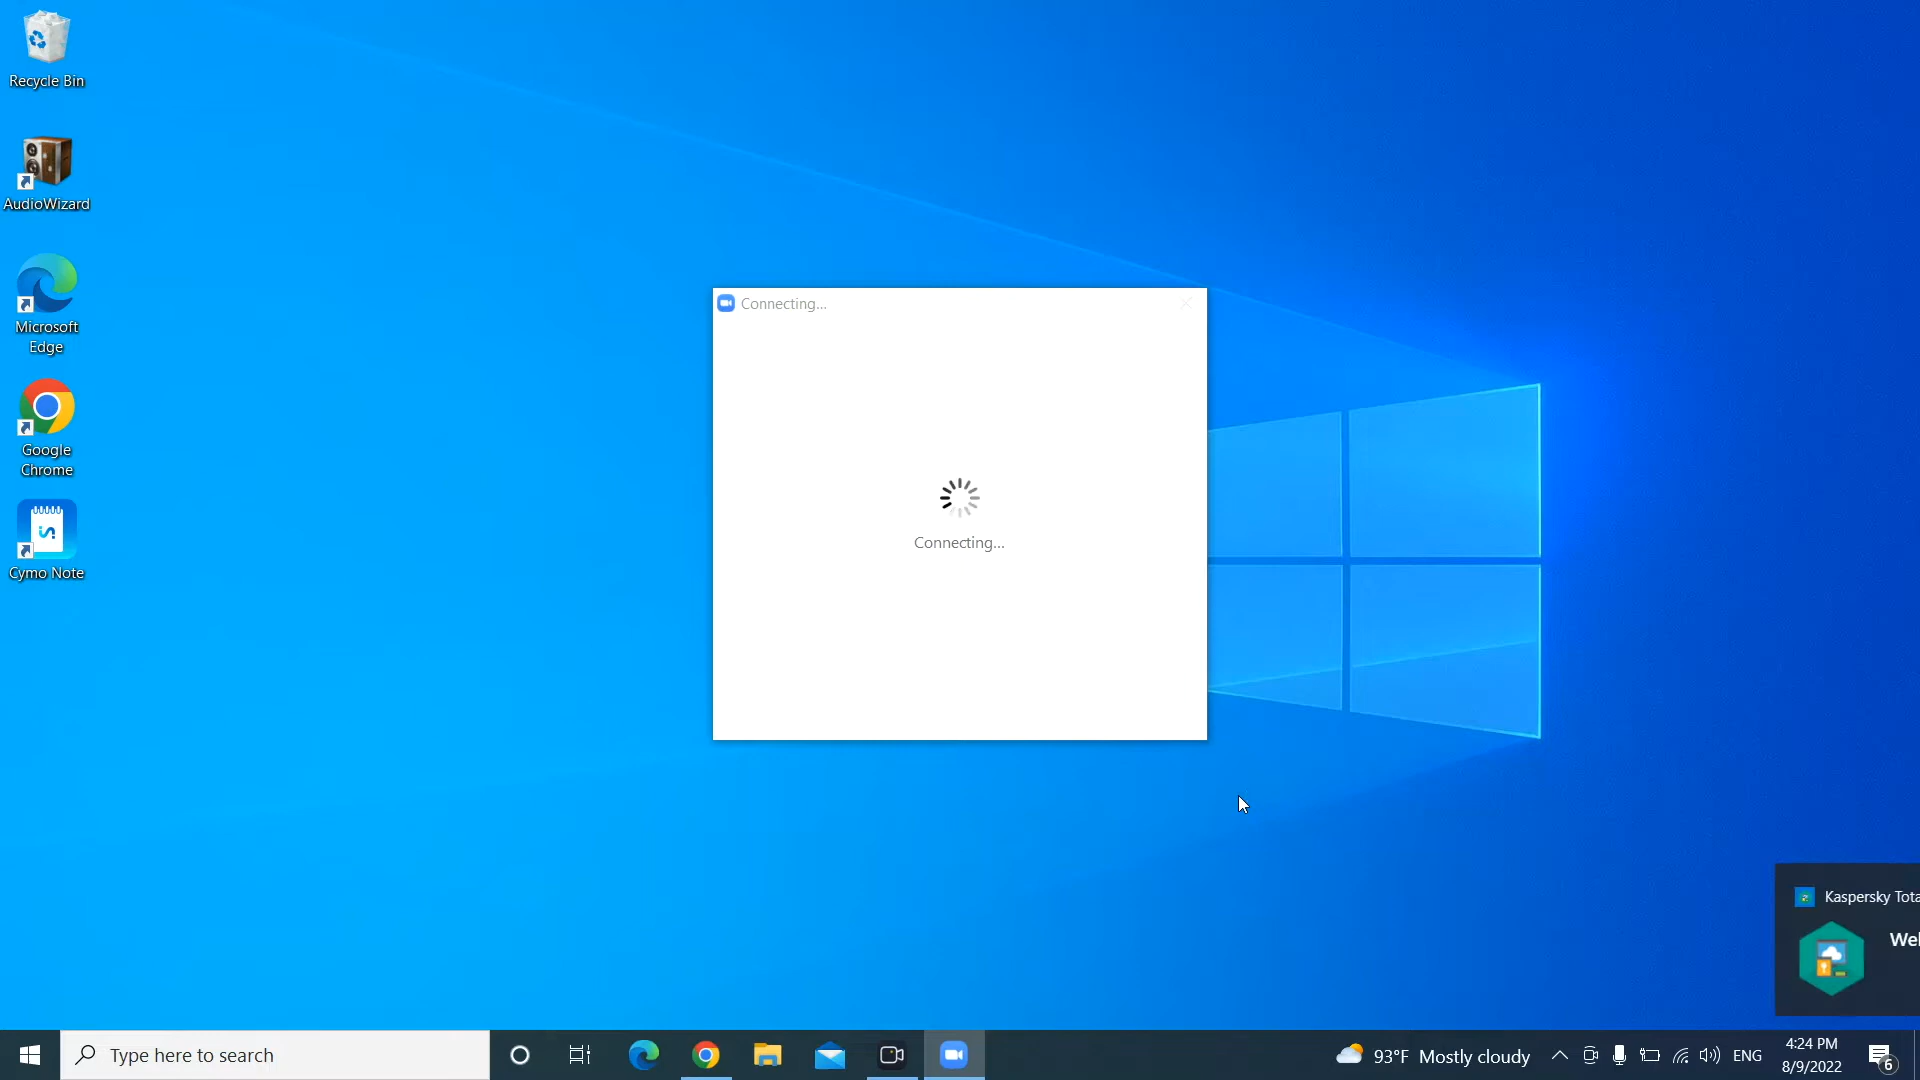 Recycle Bin
AudioWizard
Microsoft
Edge
Google
Chrome
Cymo Note
Connecting...
Connecting...
Kaspersky Tota
Wel
Type here to search
93°F Mostly cloudy
ENG
4:24 PM
8/9/2022
6